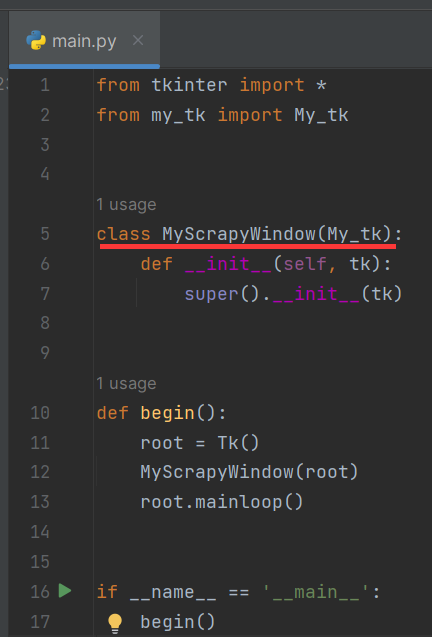 main.py
1 from tkinter import *
2 from my_tk import My_tk
3
4
1 usage
5 class MyScrapyWindow(My_tk):
6 def __init__(self, tk):
7 super().__init__(tk)
8
9
1 usage
10 def begin():
11 root = Tk()
12 MyScrapyWindow(root)
13 root.mainloop()
14
15
16 if __name__ == '__main__':
17 begin()